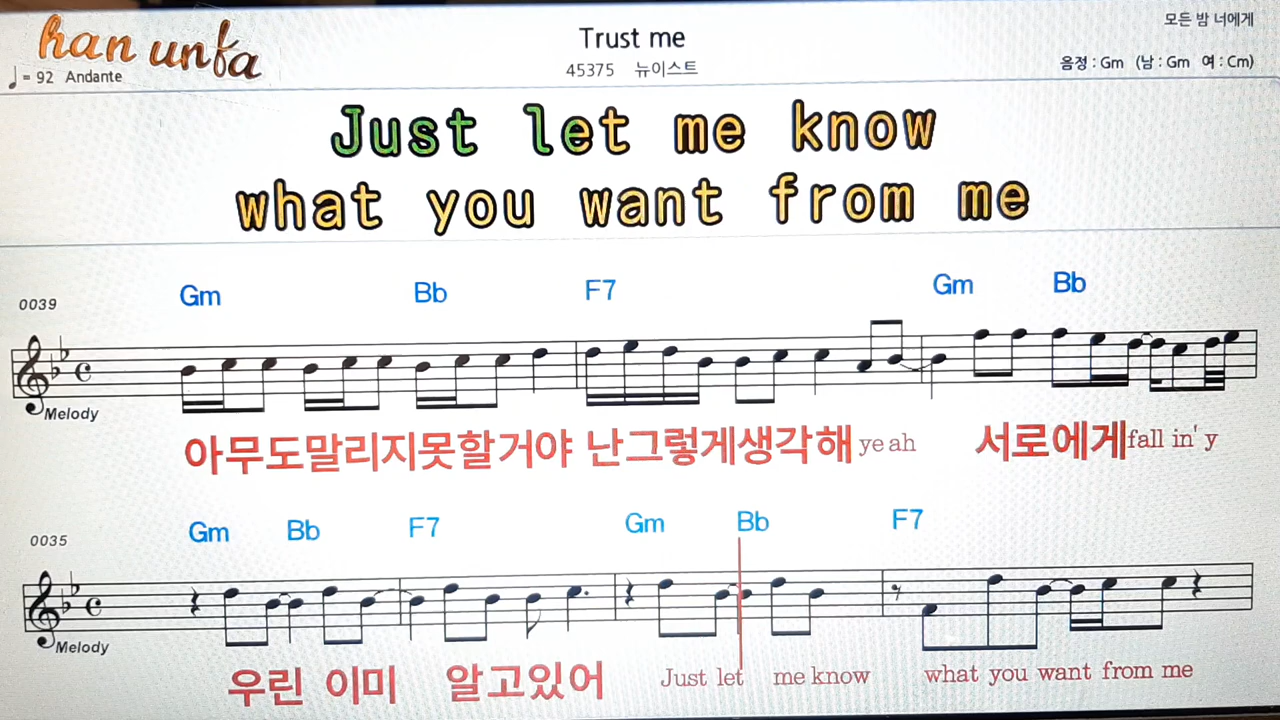 han unfa
Trust me
모든 밤 너에게
♩= 92 Andante
45375 뉴이스트
음정 : Gm (남 : Gm 여 : Cm)
Just let me know
what you want from me
0039
Gm Bb F7 Gm Bb
Melody
아무도말리지못할거야 난그렇게생각해 yeah 서로에게 fall in' y
0035
Gm Bb F7 Gm Bb F7
Melody
우린 이미 알고있어 Just let me know what you want from me